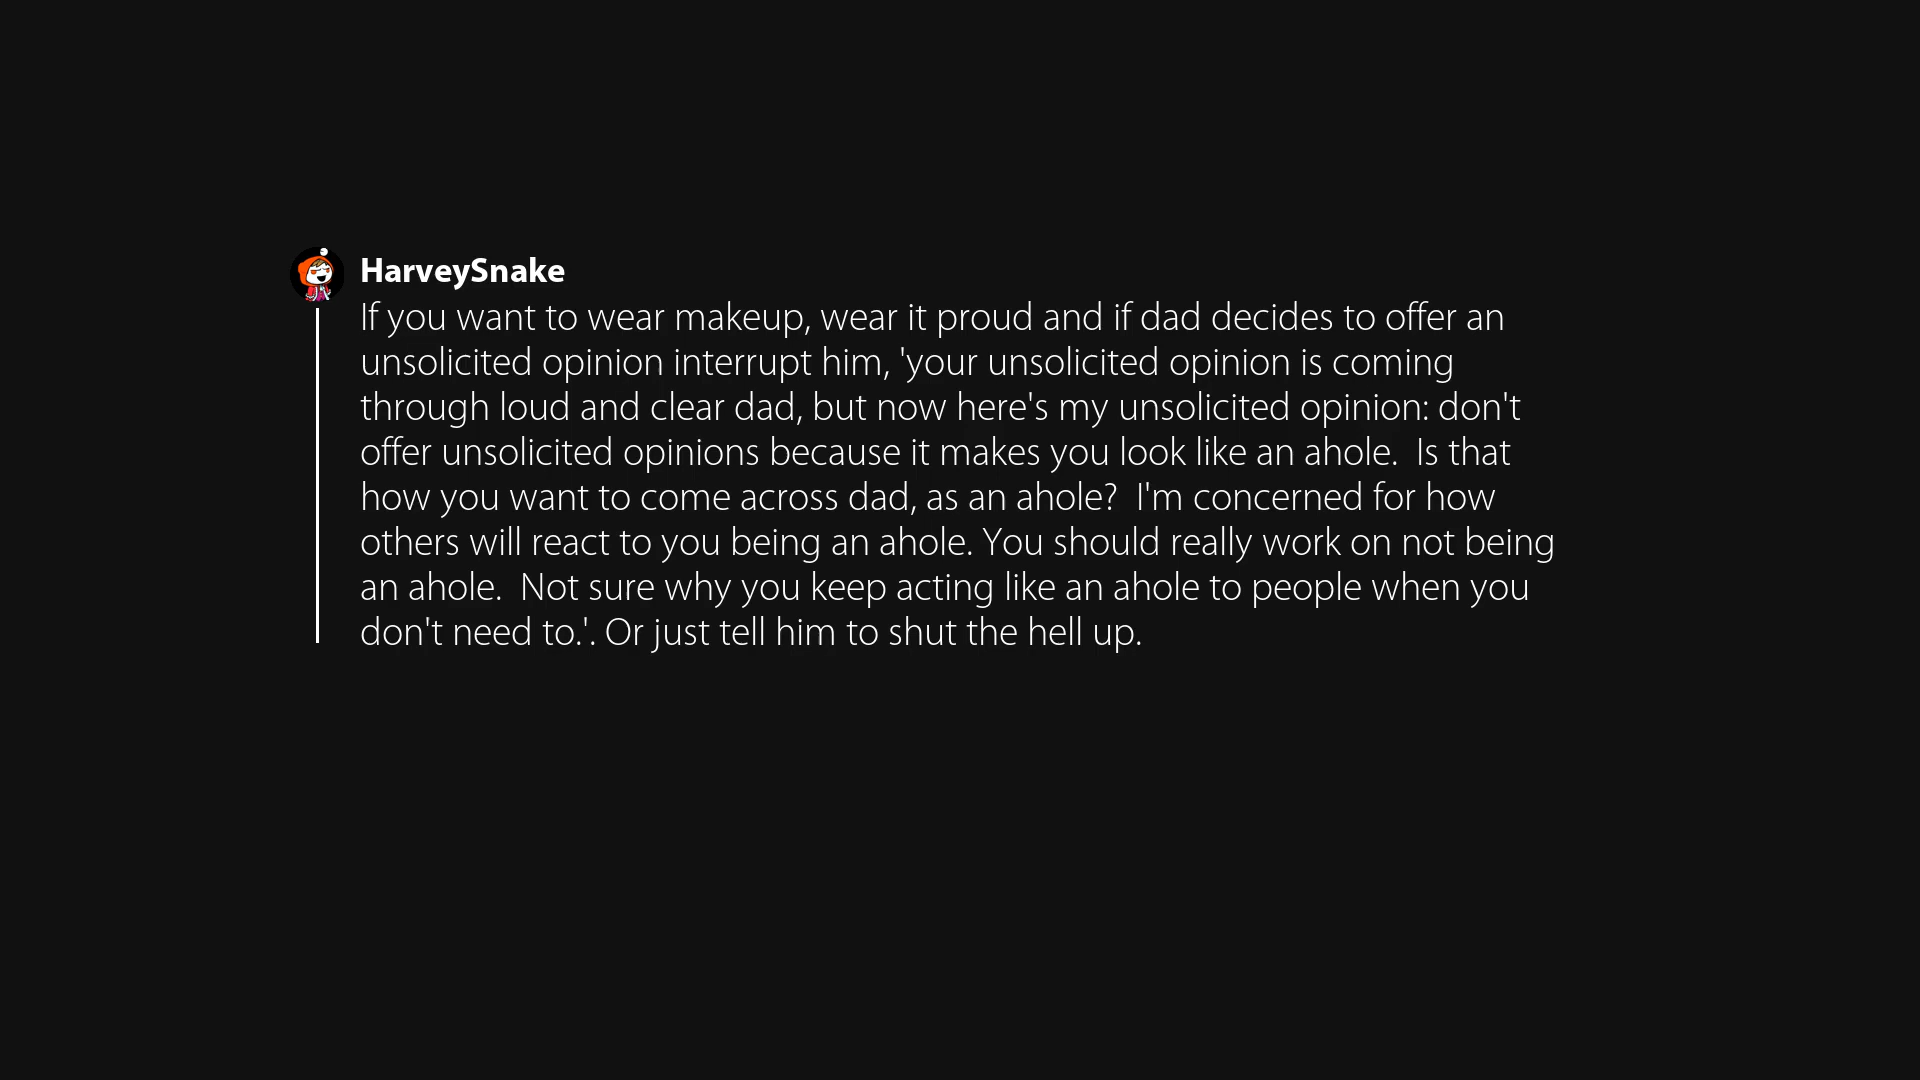 HarveySnake
If you want to wear makeup, wear it proud and if dad decides to offer an
unsolicited opinion interrupt him, 'your unsolicited opinion is coming
through loud and clear dad, but now here's my unsolicited opinion: don't
offer unsolicited opinions because it makes you look like an ahole.  Is that
how you want to come across dad, as an ahole?  I'm concerned for how
others will react to you being an ahole. You should really work on not being
an ahole.  Not sure why you keep acting like an ahole to people when you
don't need to.'. Or just tell him to shut the hell up.